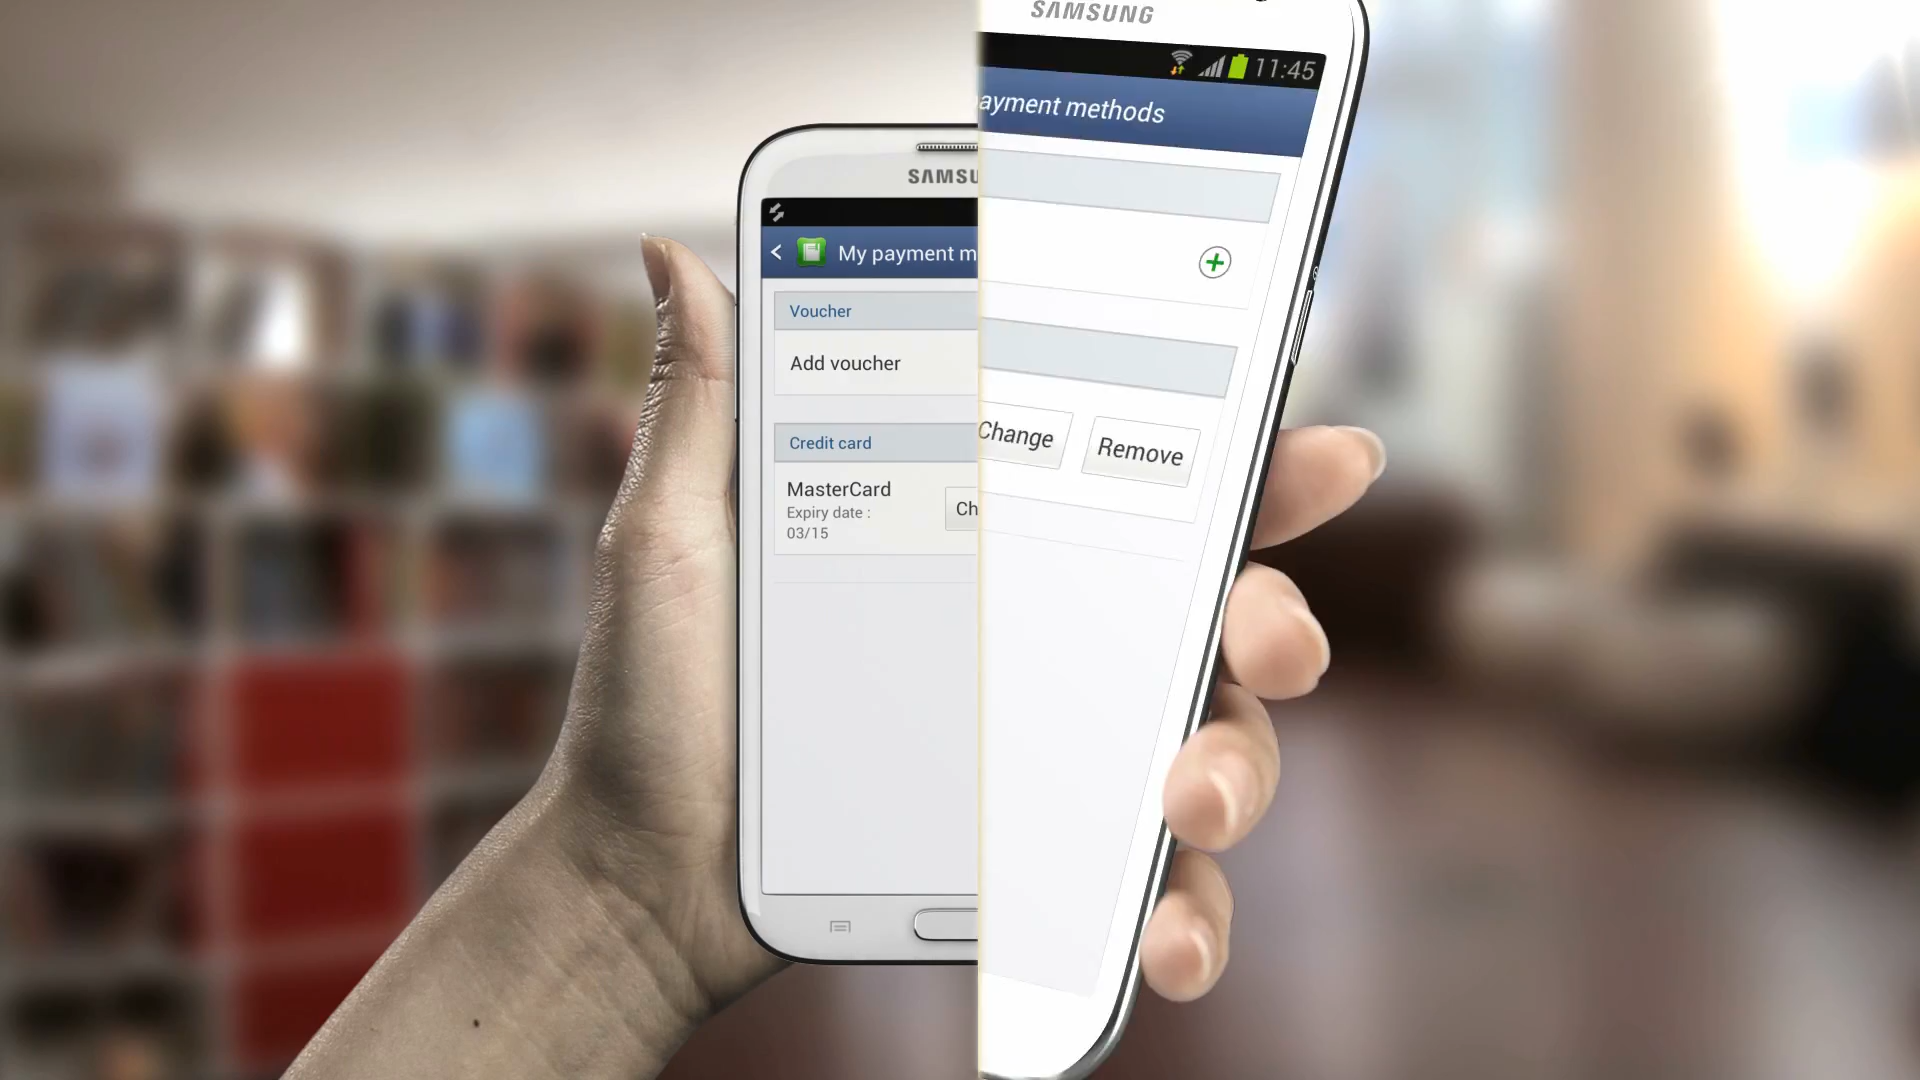 SAMSU
My payment m
Voucher
Add voucher
Credit card
MasterCard
Expiry date :
03/15
Ch
SAMSUNG
11:45
ayment methods
Change
Remove